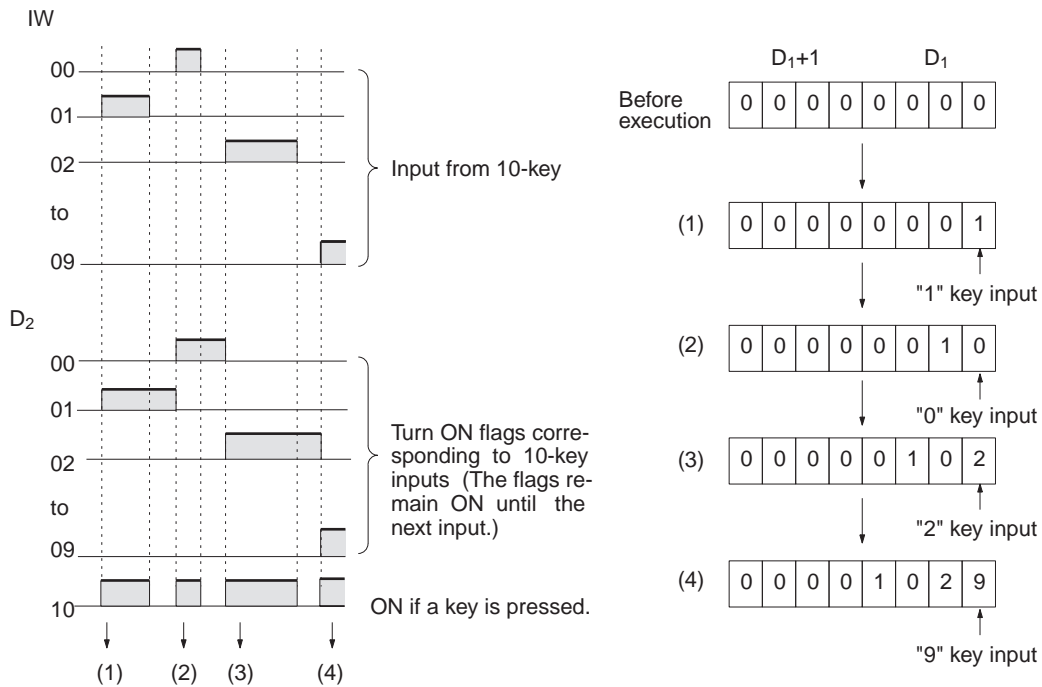 IW
00
01
02
to
09
Input from 10-key
D2
00
01
02
to
09
10
Turn ON flags corre-
sponding to 10-key
inputs (The flags re-
main ON until the
next input.)
ON if a key is pressed.
(1) (2) (3) (4)
D1+1 D1
Before
execution
0 0 0 0 0 0 0 0
(1) 0 0 0 0 0 0 0 1
"1" key input
(2) 0 0 0 0 0 0 1 0
"0" key input
(3) 0 0 0 0 0 1 0 2
"2" key input
(4) 0 0 0 0 1 0 2 9
"9" key input